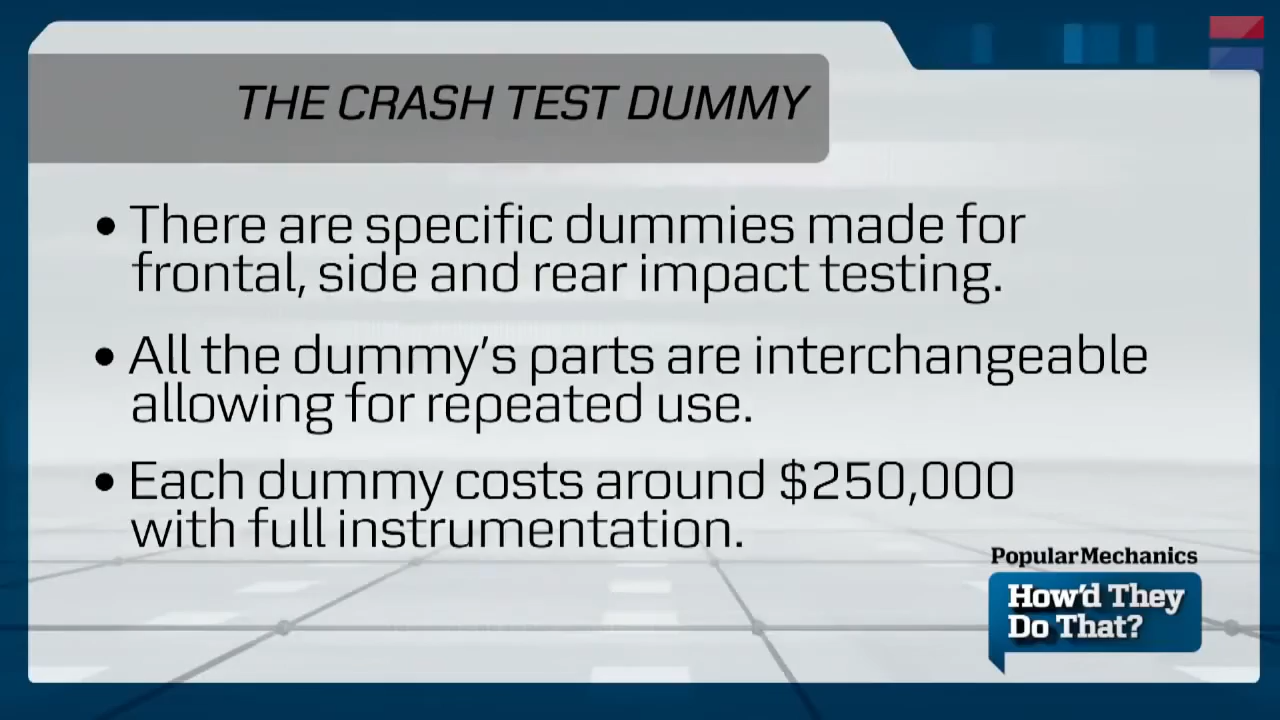 THE CRASH TEST DUMMY
• There are specific dummies made for
frontal, side and rear impact testing.
• All the dummy's parts are interchangeable
allowing for repeated use.
• Each dummy costs around $250,000
with full instrumentation.
Popular Mechanics
How'd They
Do That?